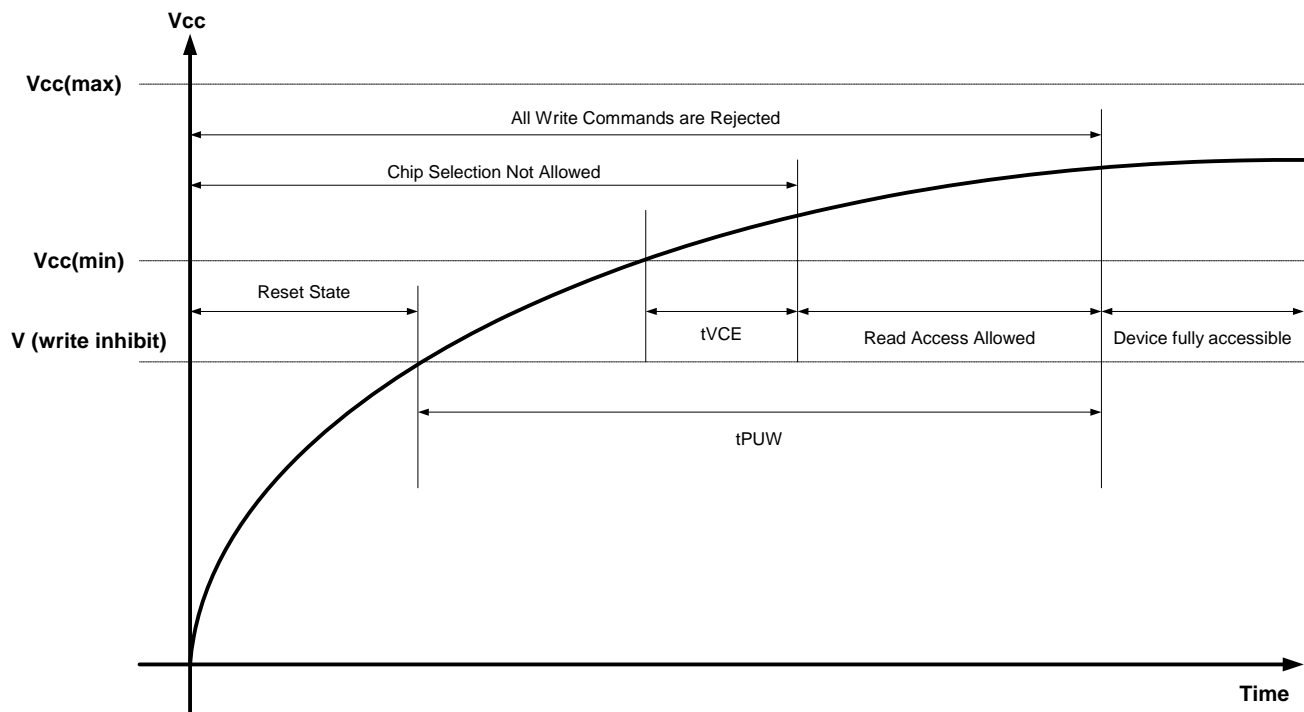 Vcc
Vcc(max)
All Write Commands are Rejected
Chip Selection Not Allowed
Vcc(min)
Reset State
V (write inhibit)
tVCE
Read Access Allowed
Device fully accessible
tPUW
Time